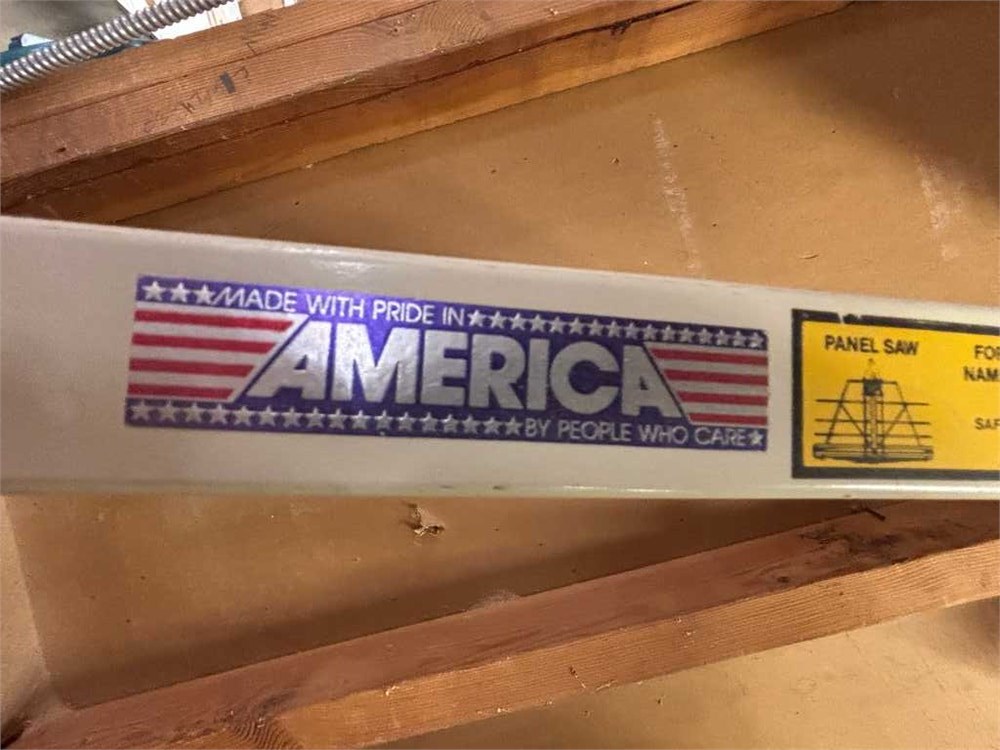 MADE WITH PRIDE IN
AMERICA
BY PEOPLE WHO CARE
PANEL SAW